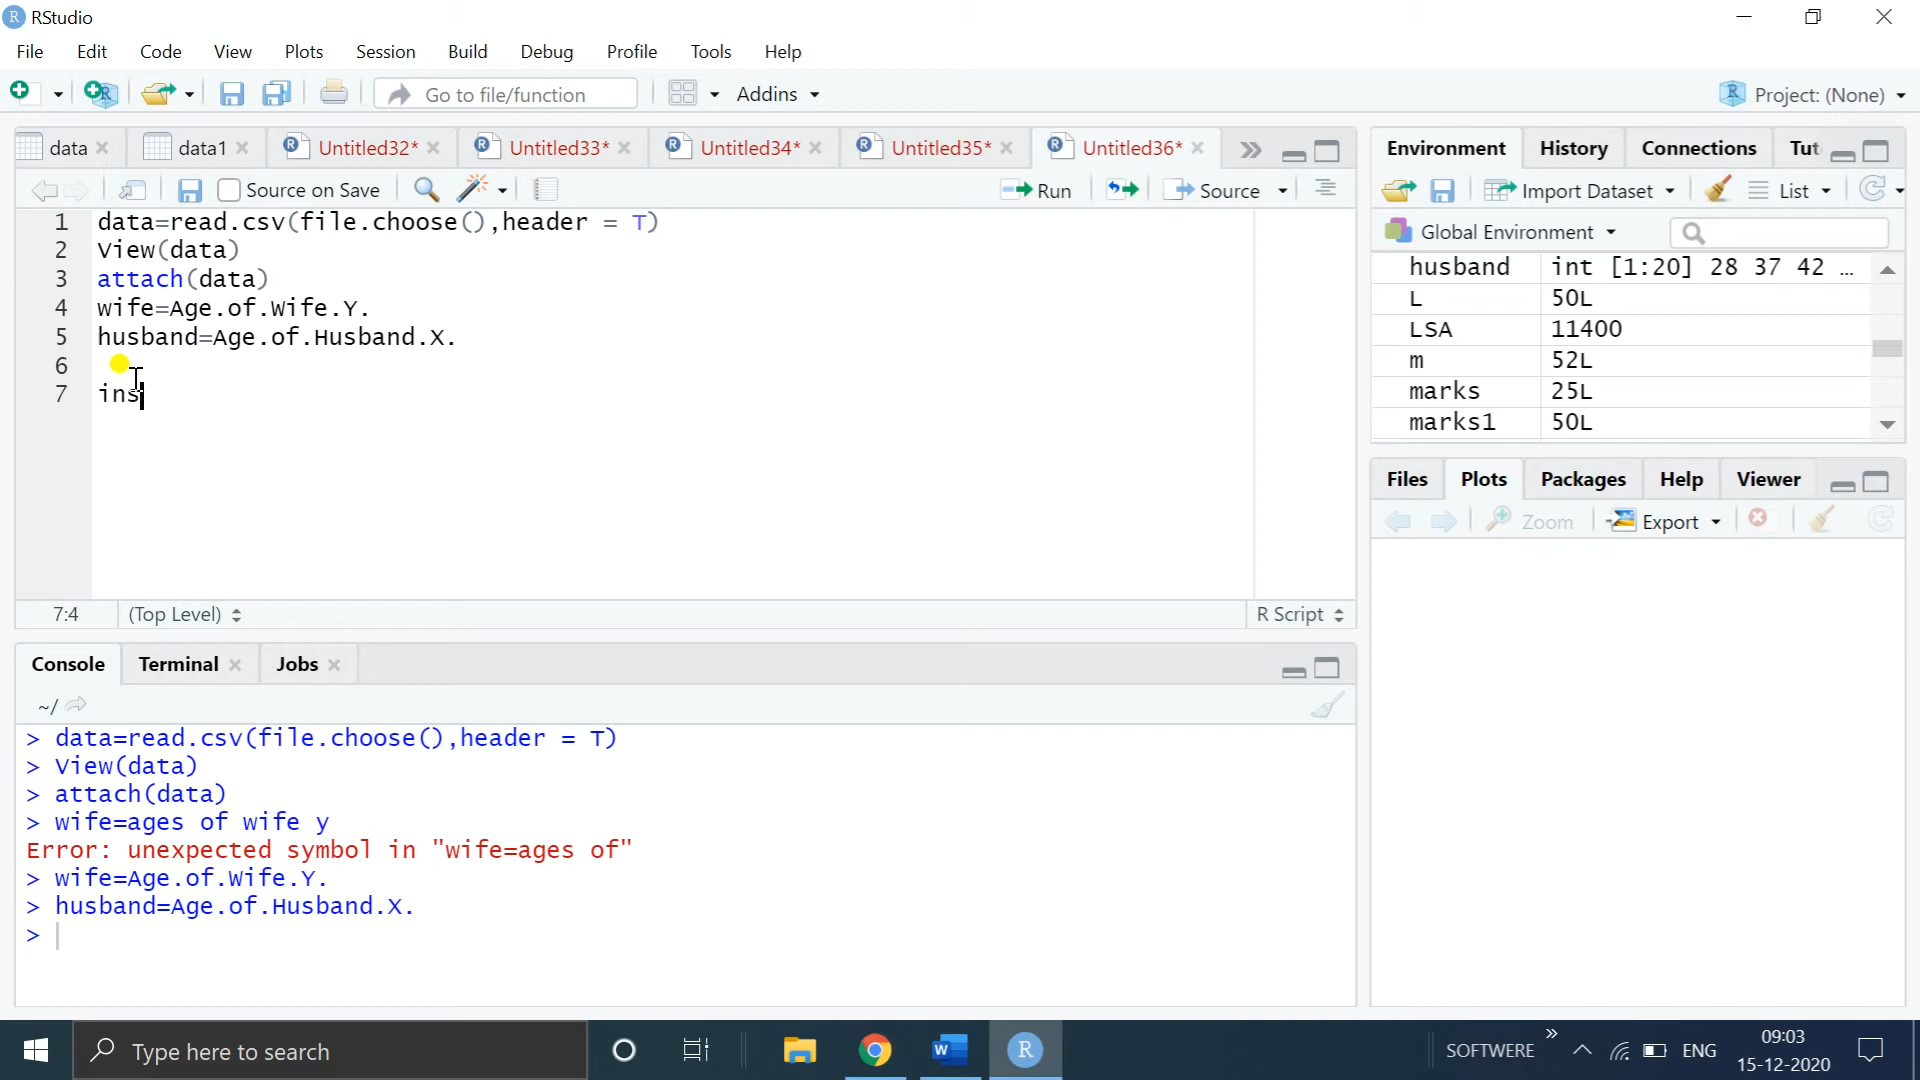 RStudio
File Edit Code View Plots Session Build Debug Profile Tools Help
Go to file/function Addins Project: (None)
data data1 Untitled32* Untitled33* Untitled34* Untitled35* Untitled36*
Source on Save Run Source
1 data=read.csv(file.choose(),header = T)
2 View(data)
3 attach(data)
4 wife=Age.of.Wife.Y.
5 husband=Age.of.Husband.X.
6
7 ins
7:4 (Top Level) R Script
Console Terminal Jobs
~/
> data=read.csv(file.choose(),header = T)
> View(data)
> attach(data)
> wife=ages of wife y
Error: unexpected symbol in "wife=ages of"
> wife=Age.of.Wife.Y.
> husband=Age.of.Husband.X.
>
Environment History Connections Tut
Import Dataset List
Global Environment
husband int [1:20] 28 37 42 …
L 50L
LSA 11400
m 52L
marks 25L
marks1 50L
Files Plots Packages Help Viewer
Zoom Export
Type here to search
SOFTWERE ENG 09:03
15-12-2020